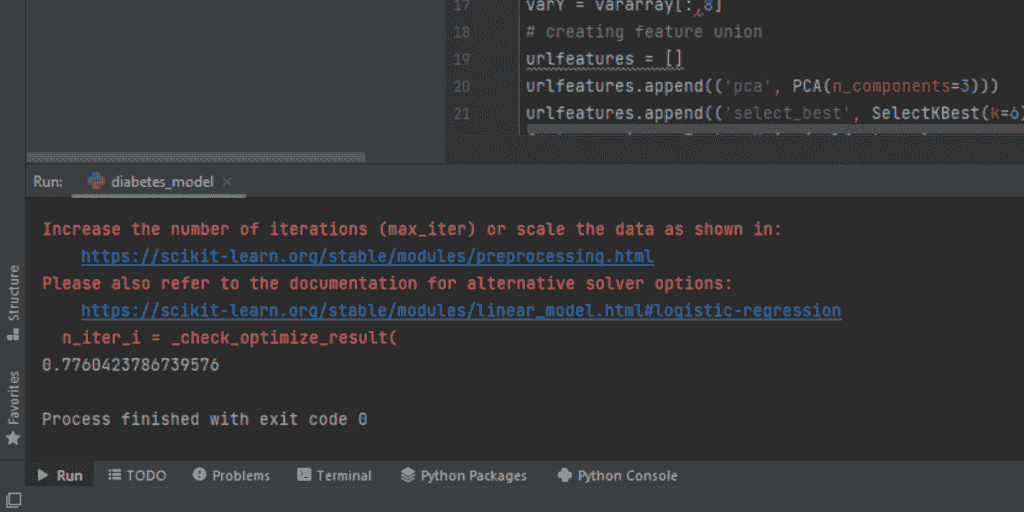 17 varY = vararray[:,8]
18 # creating feature union
19 urlfeatures = []
20 urlfeatures.append(('pca', PCA(n_components=3)))
21 urlfeatures.append(('select_best', SelectKBest(k=6)
Run: diabetes_model
Increase the number of iterations (max_iter) or scale the data as shown in:
https://scikit-learn.org/stable/modules/preprocessing.html
Please also refer to the documentation for alternative solver options:
https://scikit-learn.org/stable/modules/linear_model.html#logistic-regression
n_iter_i = _check_optimize_result(
0.7760423786739576
Process finished with exit code 0
Structure
Favorites
Run TODO Problems Terminal Python Packages Python Console